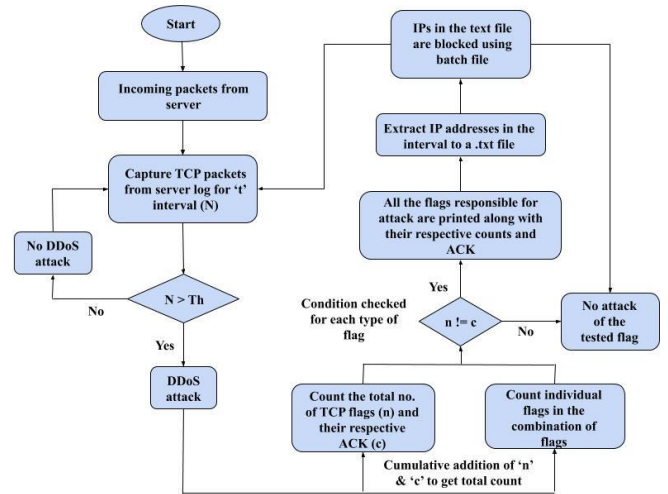 Start
Incoming packets from
server
Capture TCP packets
from server log for ‘t’
interval (N)
No DDoS
attack
No
N > Th
Yes
DDoS
attack
IPs in the text file
are blocked using
batch file
Extract IP addresses in the
interval to a .txt file
All the flags responsible for
attack are printed along with
their respective counts and
ACK
Yes
Condition checked
for each type of
flag
n != c
No
No attack
of the
tested flag
Count the total no.
of TCP flags (n) and
their respective
ACK (c)
Count individual
flags in the
combination of
flags
Cumulative addition of ‘n’
& ‘c’ to get total count